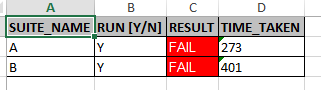 A B C D
SUITE_NAME RUN [Y/N] RESULT TIME_TAKEN
A Y FAIL 273
B Y FAIL 401